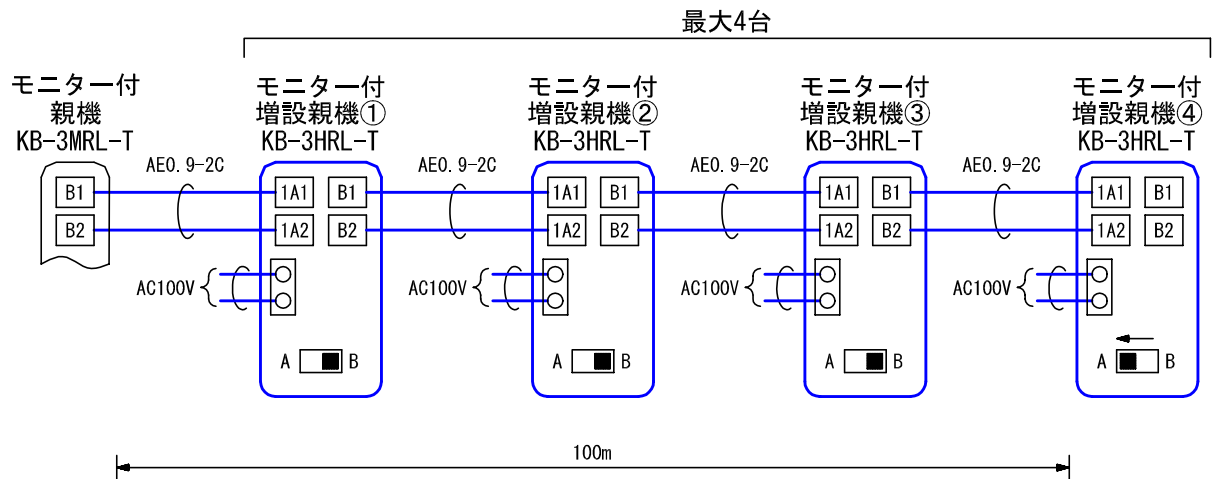 最大4台
モニター付
親機
KB-3MRL-T
モニター付
増設親機①
KB-3HRL-T
モニター付
増設親機②
KB-3HRL-T
モニター付
増設親機③
KB-3HRL-T
モニター付
増設親機④
KB-3HRL-T
AE0.9-2C
AE0.9-2C
AE0.9-2C
AE0.9-2C
B1
1A1
B1
1A1
B1
1A1
B1
1A1
B1
B2
1A2
B2
1A2
B2
1A2
B2
1A2
B2
AC100V
AC100V
AC100V
AC100V
A
B
A
B
A
B
A
B
100m